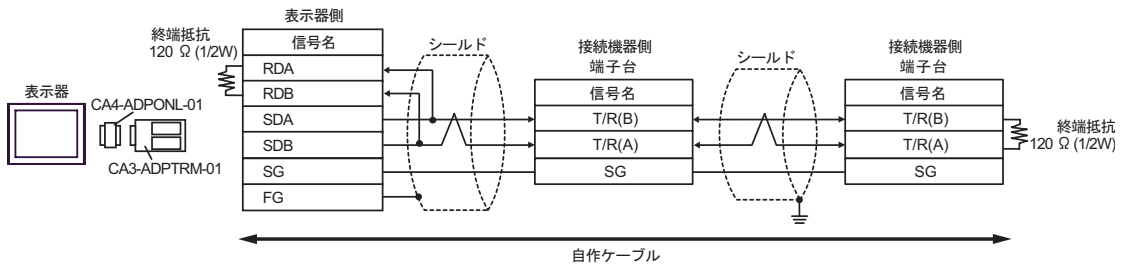 表示器側
終端抵抗
120 Ω (1/2W)
信号名
RDA
RDB
SDA
SDB
SG
FG
表示器
CA4-ADPONL-01
CA3-ADPTRM-01
シールド
接続機器側
端子台
信号名
T/R(B)
T/R(A)
SG
シールド
接続機器側
端子台
信号名
T/R(B)
T/R(A)
SG
終端抵抗
120 Ω (1/2W)
自作ケーブル